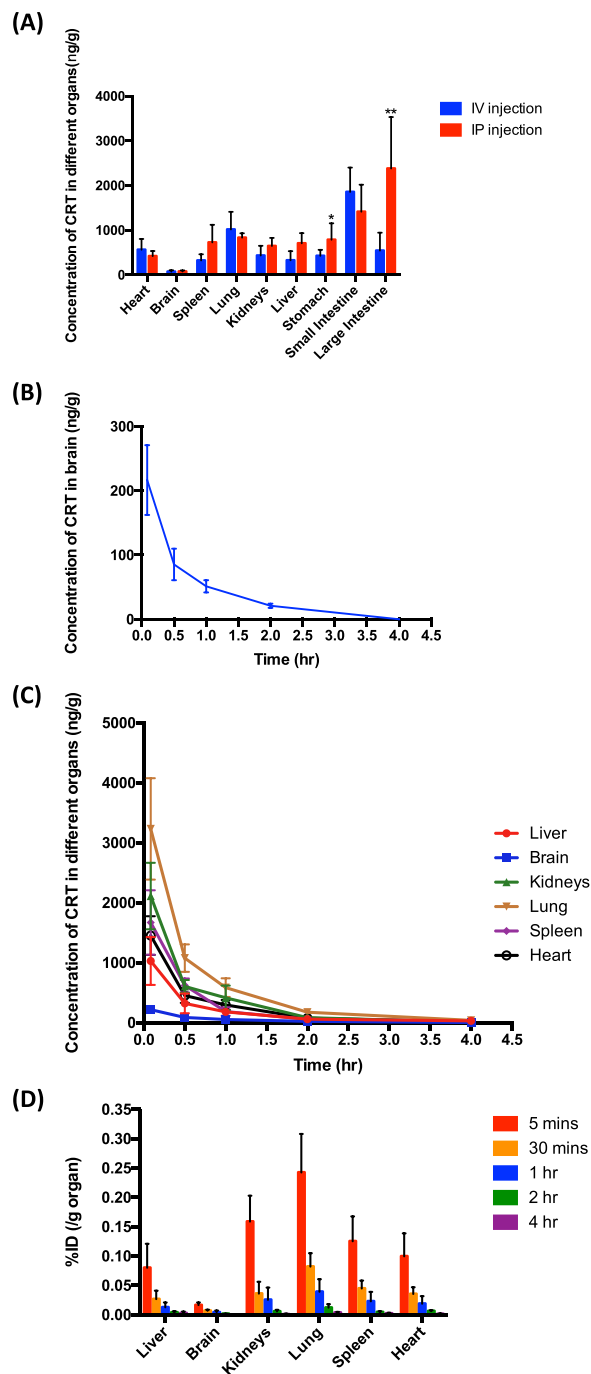 (A)
Concentration of CRT in different organs(ng/g)
4000
3000
2000
1000
0
IV injection
IP injection
*
**
Heart
Brain
Spleen
Lung
Kidneys
Liver
Stomach
Small Intestine
Large Intestine
(B)
Concentration of CRT in brain (ng/g)
300
200
100
0
0.0 0.5 1.0 1.5 2.0 2.5 3.0 3.5 4.0 4.5
Time (hr)
(C)
Concentration of CRT in different organs (ng/g)
5000
4000
3000
2000
1000
0
0.0 0.5 1.0 1.5 2.0 2.5 3.0 3.5 4.0 4.5
Time (hr)
Liver
Brain
Kidneys
Lung
Spleen
Heart
(D)
%ID (/g organ)
0.35
0.30
0.25
0.20
0.15
0.10
0.05
0.00
Liver
Brain
Kidneys
Lung
Spleen
Heart
5 mins
30 mins
1 hr
2 hr
4 hr